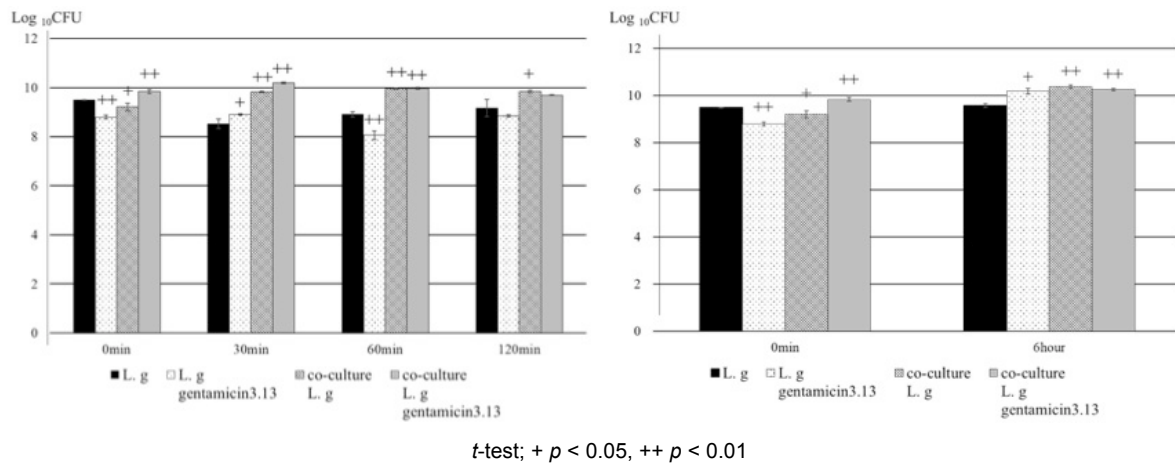 Log ₁₀CFU
12
10
8
6
4
2
0
++ + ++
+ ++ ++
++ ++ ++
+
0min 30min 60min 120min
L. g L. g gentamicin3.13 co-culture L. g co-culture L. g gentamicin3.13
Log ₁₀CFU
12
10
8
6
4
2
0
++ + ++
+ ++ ++
0min 6hour
L. g L. g gentamicin3.13 co-culture L. g co-culture L. g gentamicin3.13
t-test; + p < 0.05, ++ p < 0.01